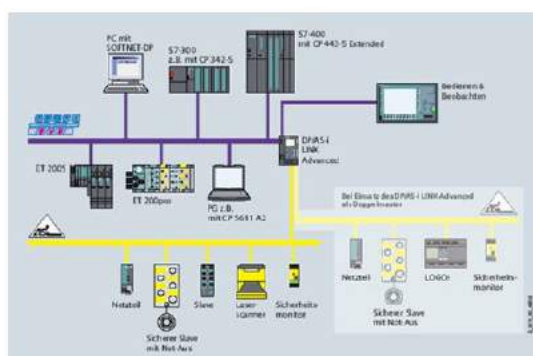 PC mit
SOFTNET-DP
S7-300
z.B. mit CP 342-5
S7-400
mit CP 443-5 Extended
Bedienen &
Beobachten
DP/AS-i
LINK
Advanced
ET 200S
ET 200pro
PG z.B.
mit CP 5611 A2
Bei Einsatz des DP/AS-i LINK Advanced
als Doppelmaster
Netzteil
Sicherer Slave
mit Not-Aus
Slave
Laser-
scanner
Sicherheits-
monitor
Netzteil
Sicherer Slave
mit Not-Aus
LOGO!
Sicherheits-
monitor